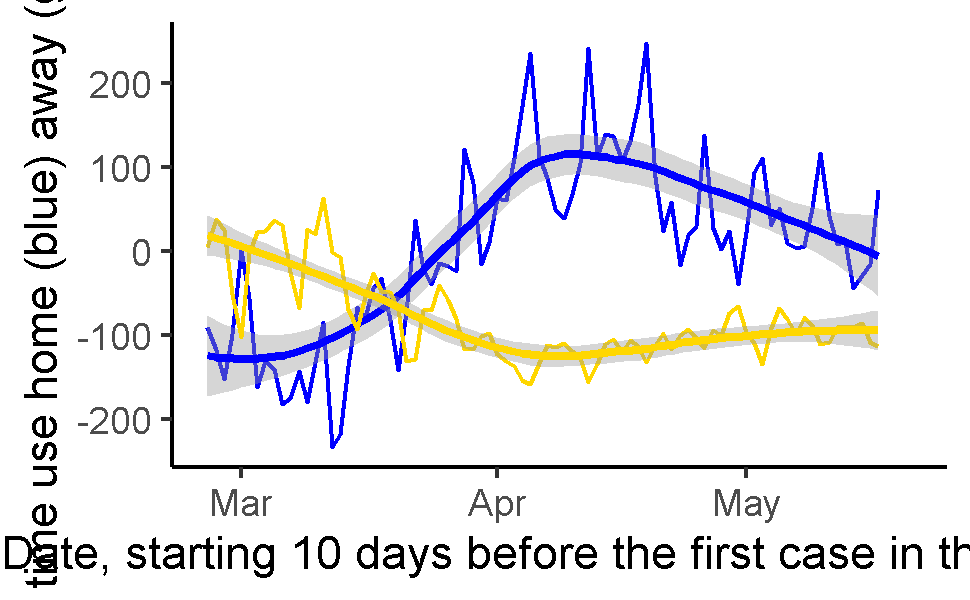 time use home (blue) away (
200
100
0
-100
-200
Mar Apr May
Date, starting 10 days before the first case in th